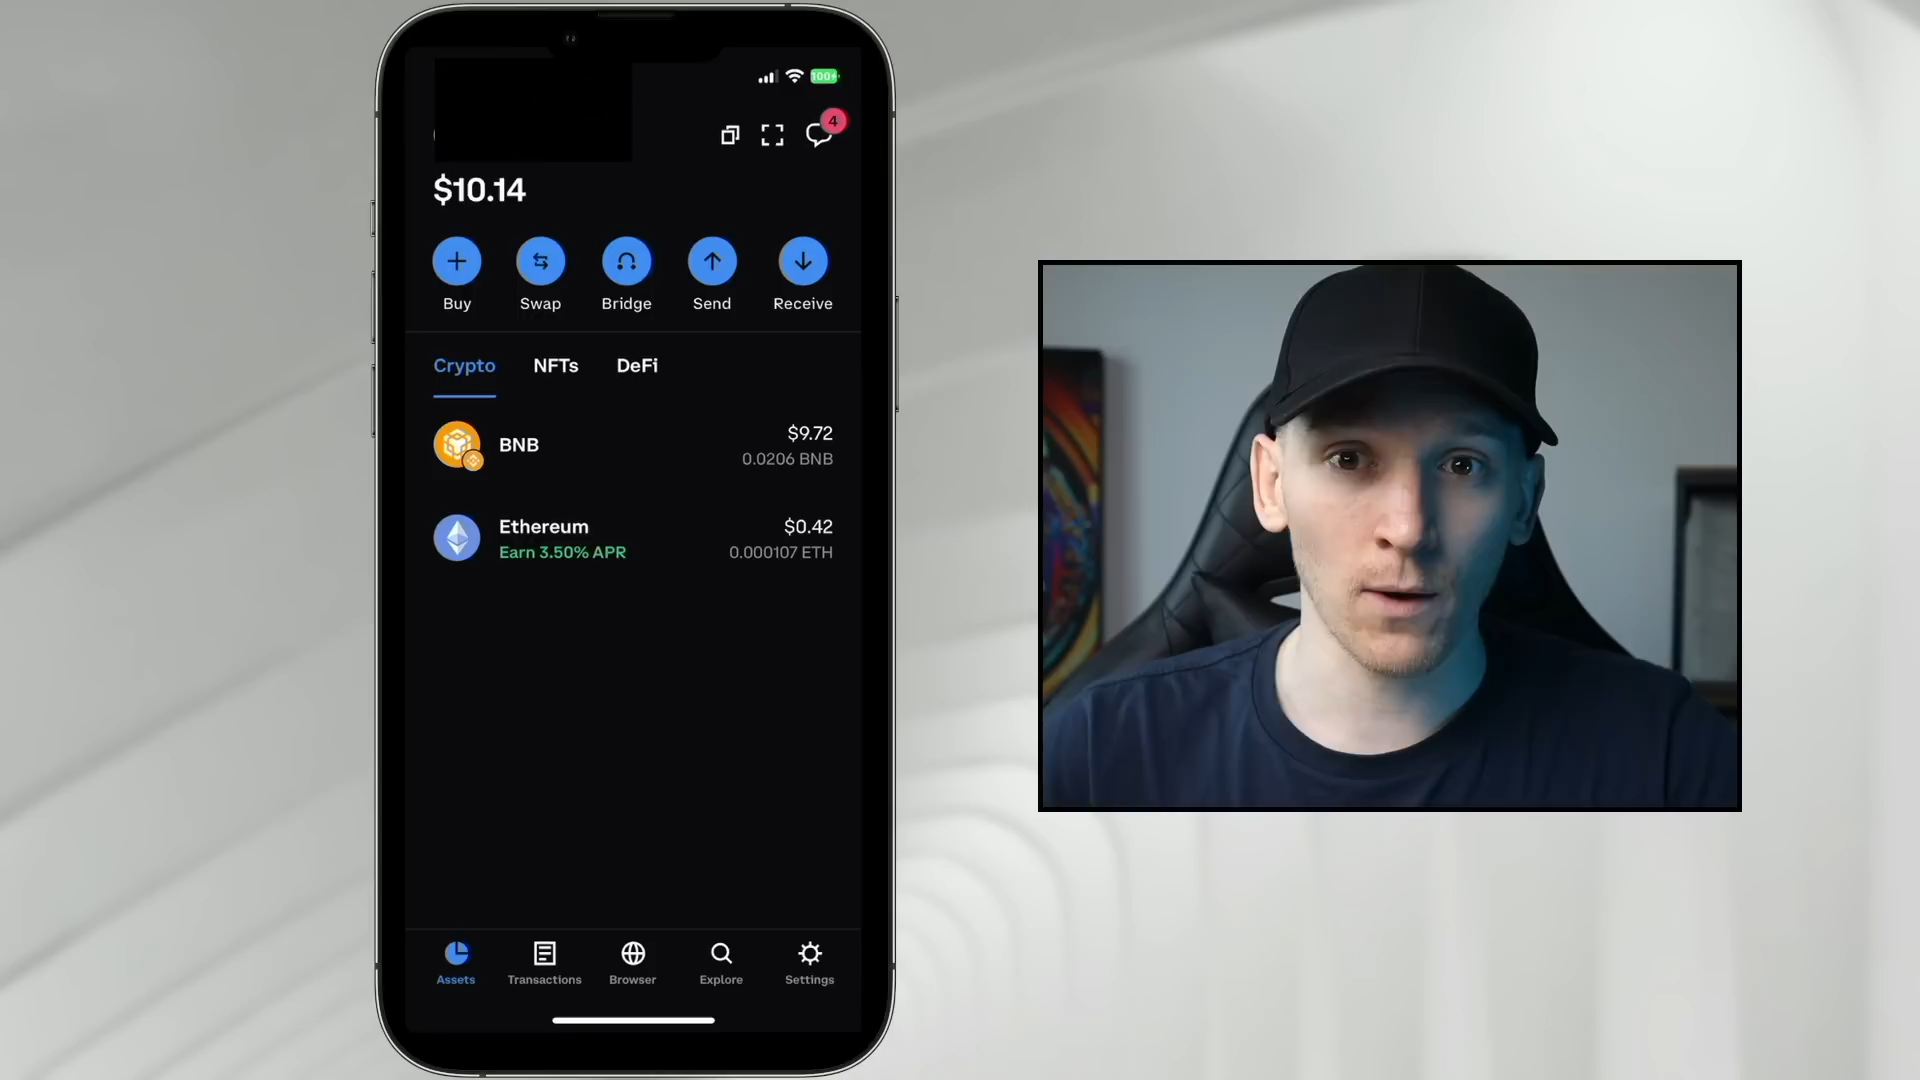 100
4
$10.14
Buy
Swap
Bridge
Send
Receive
Crypto
NFTs
DeFi
BNB
$9.72
0.0206 BNB
Ethereum
$0.42
Earn 3.50% APR
0.000107 ETH
Assets
Transactions
Browser
Explore
Settings